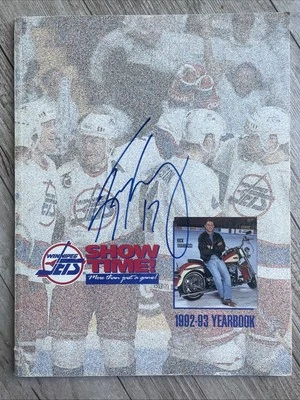 WINNIPEG
JETS
SHOW
TIME!
More than just a game!
17
1992-93 YEARBOOK